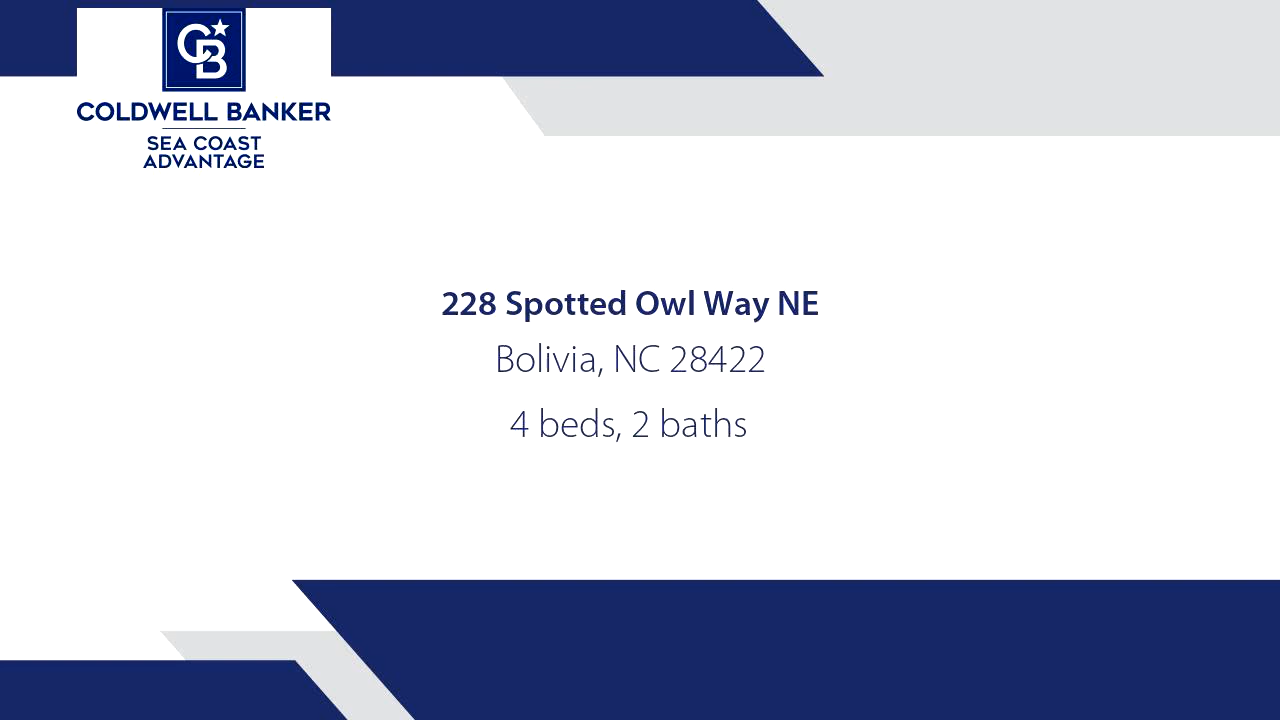 CB
COLDWELL BANKER
SEA COAST
ADVANTAGE
228 Spotted Owl Way NE
Bolivia, NC 28422
4 beds, 2 baths